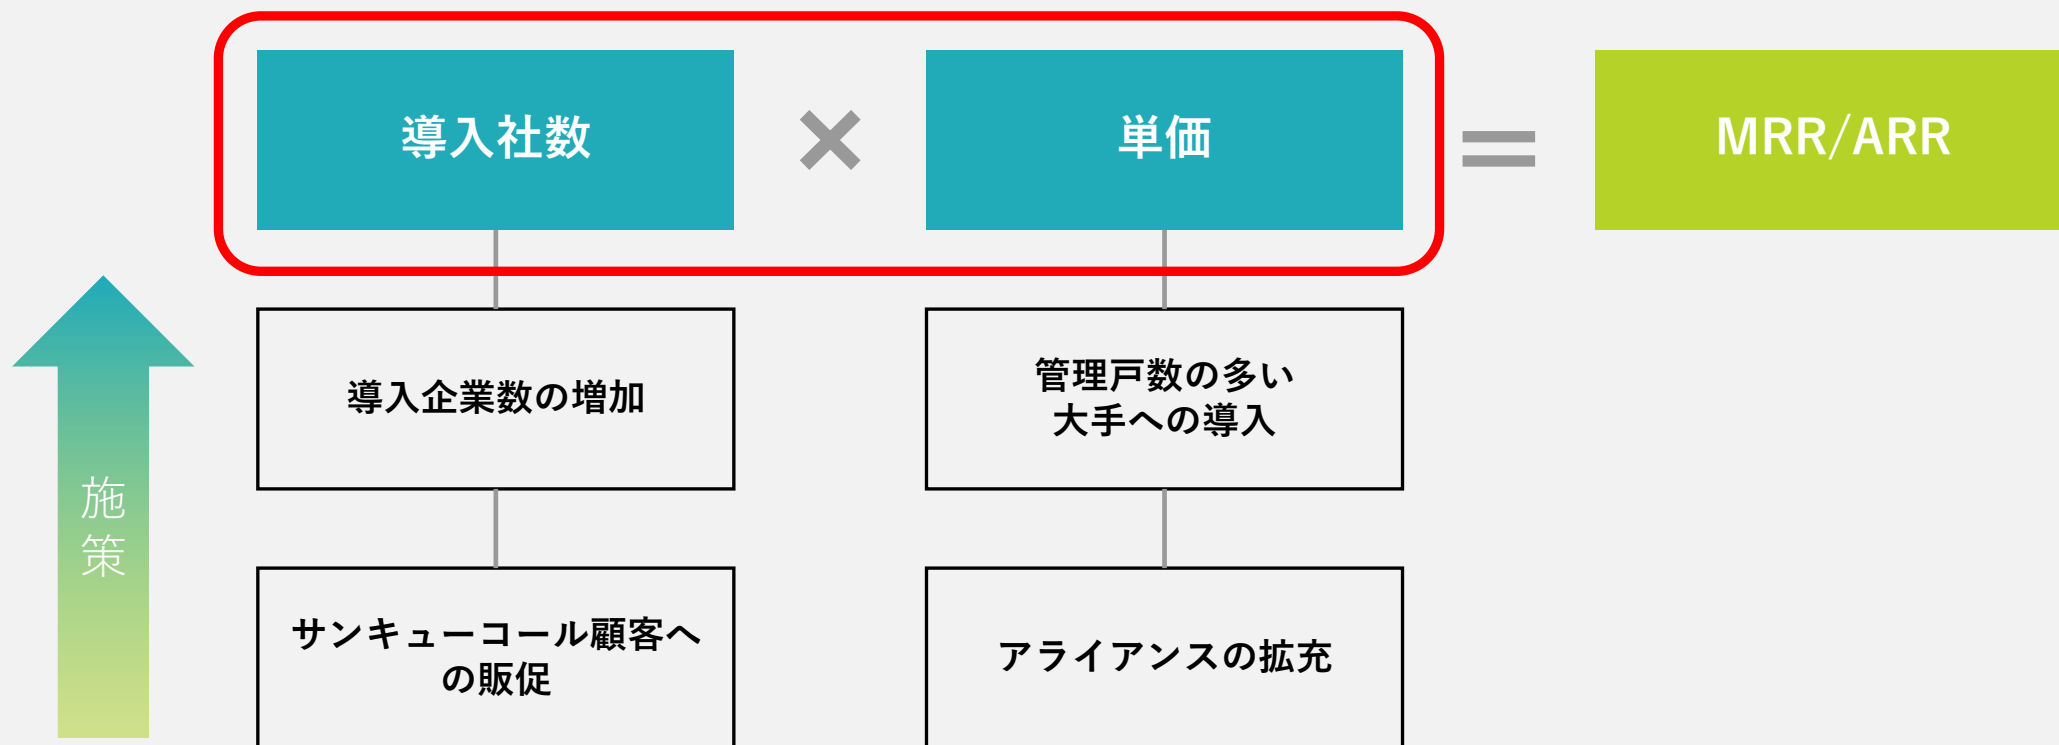 導入社数
×
単価
=
MRR/ARR
導入企業数の増加
管理戸数の多い
大手への導入
施
策
サンキューコール顧客へ
の販促
アライアンスの拡充